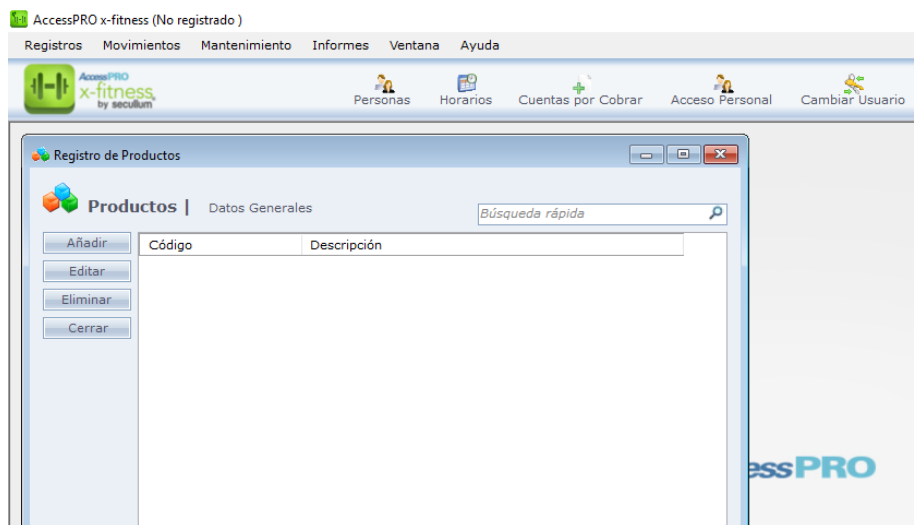 AccessPRO x-fitness (No registrado )
Registros Movimientos Mantenimiento Informes Ventana Ayuda
AccessPRO
x-fitness
by secullum
Personas Horarios Cuentas por Cobrar Acceso Personal Cambiar Usuario
Registro de Productos
Productos | Datos Generales
Búsqueda rápida
Añadir
Código Descripción
Editar
Eliminar
Cerrar
essPRO